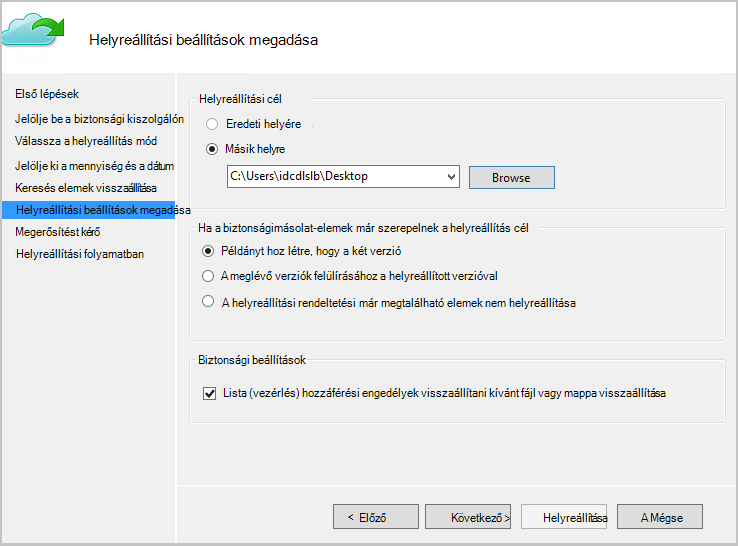 Helyreállítási beállítások megadása
Első lépések
Jelölje be a biztonsági kiszolgálón
Válassza a helyreállítás mód
Jelölje ki a mennyiség és a dátum
Keresés elemek visszaállítása
Helyreállítási beállítások megadása
Megerősítést kérő
Helyreállítási folyamatban
Helyreállítási cél
Eredeti helyére
Másik helyre
C:\Users\idcdlslb\Desktop
Browse
Ha a biztonságimásolat-elemek már szerepelnek a helyreállítás cél
Példányt hoz létre, hogy a két verzió
A meglévő verziók felülírásához a helyreállított verzióval
A helyreállítási rendeltetési már megtalálható elemek nem helyreállítása
Biztonsági beállítások
Lista (vezérlés) hozzáférési engedélyek visszaállítani kívánt fájl vagy mappa visszaállítása
< Előző
Következő >
Helyreállítása
A Mégse